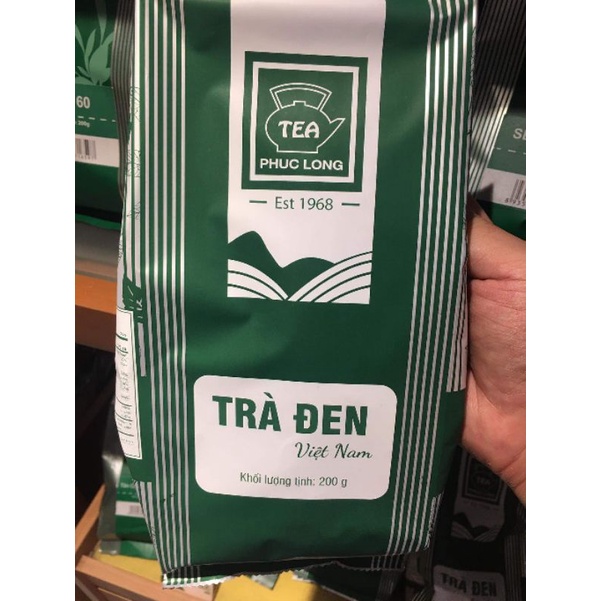 TEA
PHUC LONG
Est 1968
TRÀ ĐEN
Việt Nam
Khối lượng tịnh: 200 g
60
TRÀ ĐEN